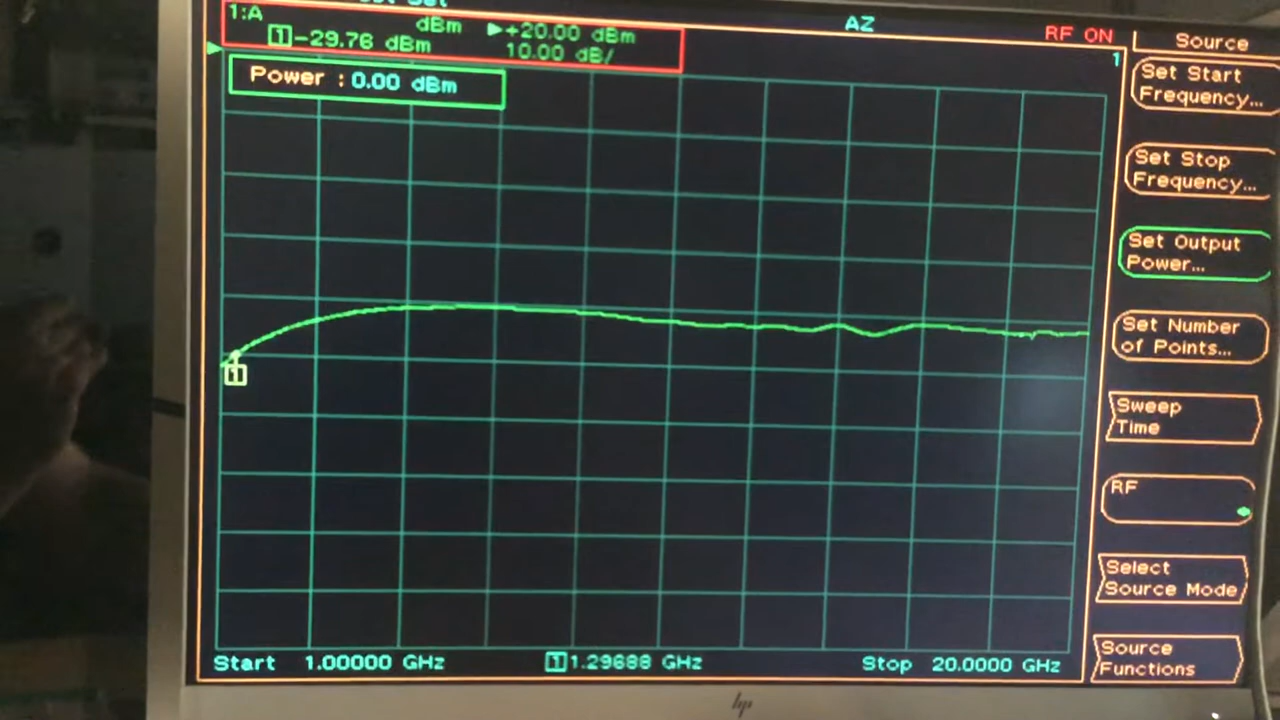 1:A
dBm ►+20.00 dBm
1 -29.76 dBm 10.00 dB/
AZ
RF ON
1
Power : 0.00 dBm
1
Start 1.00000 GHz
1 1.29688 GHz
Stop 20.0000 GHz
Source
Set Start
Frequency...
Set Stop
Frequency...
Set Output
Power...
Set Number
of Points...
Sweep
Time
RF
Select
Source Mode
Source
Functions
hp